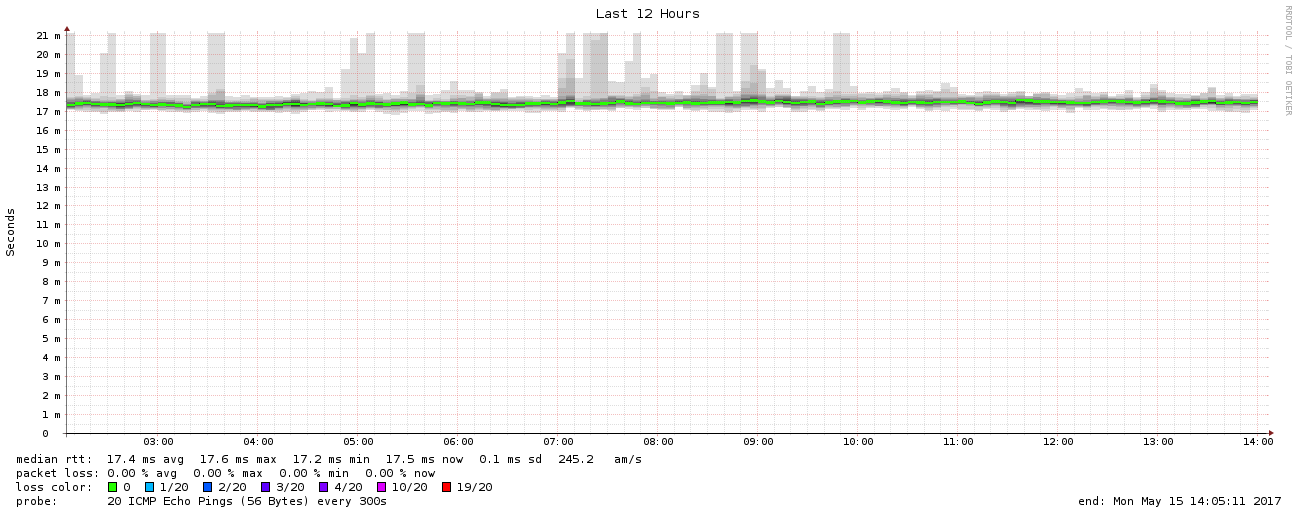 Last 12 Hours
RRDTOOL / TOBI OETIKER
Seconds
21 m
20 m
19 m
18 m
17 m
16 m
15 m
14 m
13 m
12 m
11 m
10 m
9 m
8 m
7 m
6 m
5 m
4 m
3 m
2 m
1 m
0
03:00 04:00 05:00 06:00 07:00 08:00 09:00 10:00 11:00 12:00 13:00 14:00
median rtt: 17.4 ms avg 17.6 ms max 17.2 ms min 17.5 ms now 0.1 ms sd 245.2 am/s
packet loss: 0.00 % avg 0.00 % max 0.00 % min 0.00 % now
loss color: 0 1/20 2/20 3/20 4/20 10/20 19/20
probe: 20 ICMP Echo Pings (56 Bytes) every 300s end: Mon May 15 14:05:11 2017